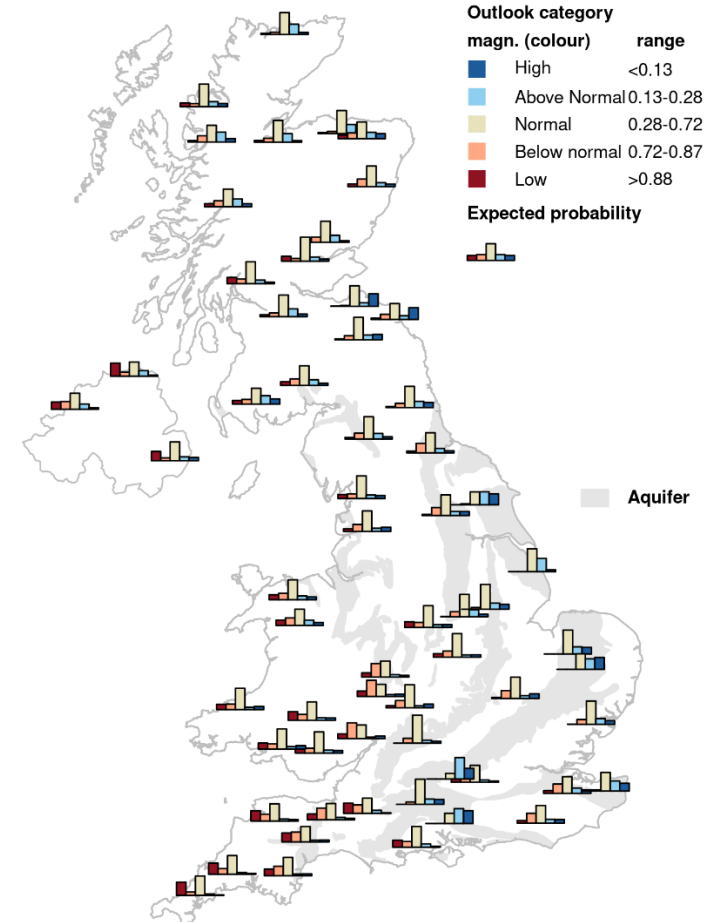 Outlook category
magn. (colour) range
High <0.13
Above Normal 0.13-0.28
Normal 0.28-0.72
Below normal 0.72-0.87
Low >0.88
Expected probability
Aquifer